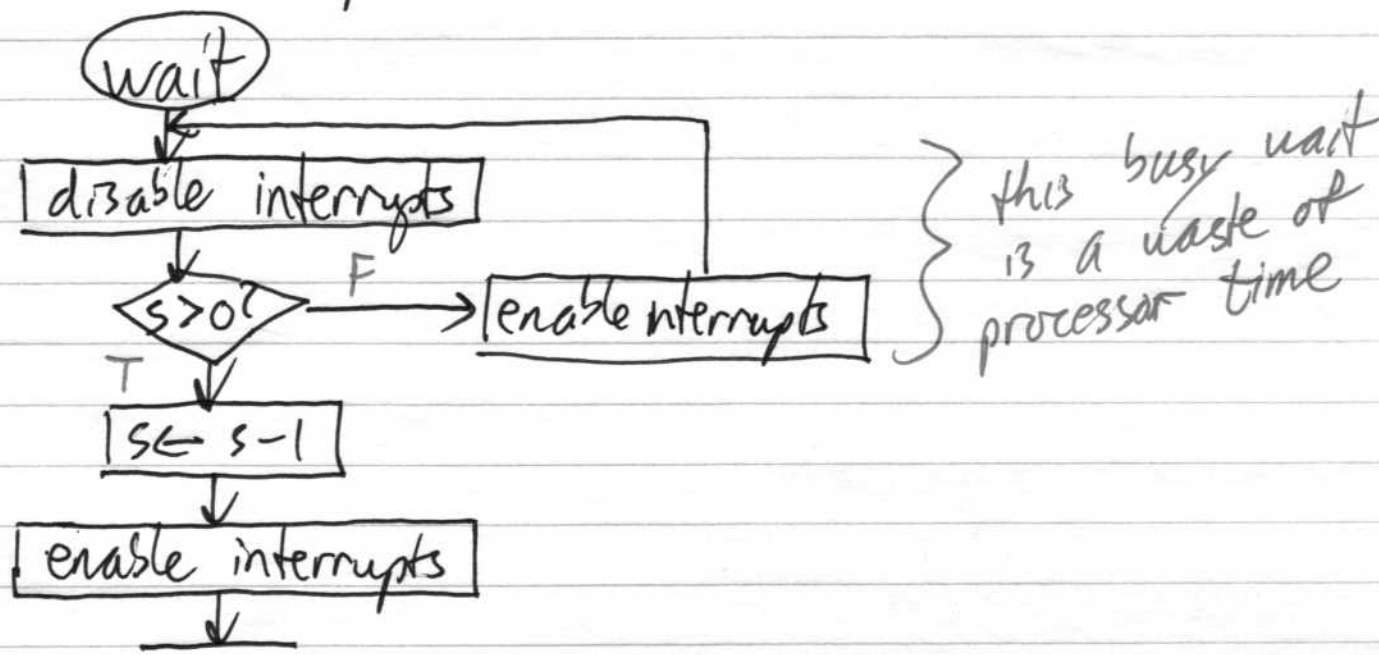 wait
disable interrupts
s>0?
F
enable interrupts
T
s← s-1
enable interrupts
this busy wait
is a waste of
processor time